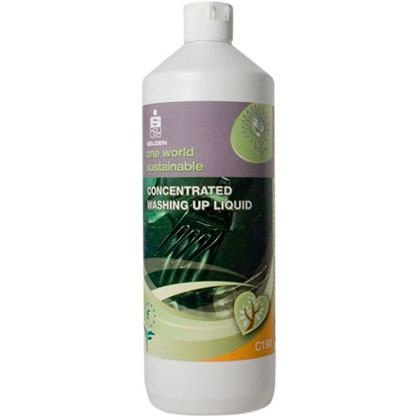 SELDEN
one world
sustainable
CONCENTRATED
WASHING UP LIQUID
C190